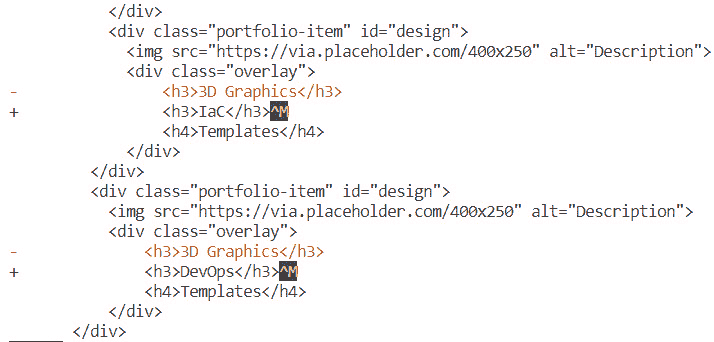 </div>
<div class="portfolio-item" id="design">
<img src="https://via.placeholder.com/400x250" alt="Description">
<div class="overlay">
- <h3>3D Graphics</h3>
+ <h3>IaC</h3>^M
<h4>Templates</h4>
</div>
</div>
<div class="portfolio-item" id="design">
<img src="https://via.placeholder.com/400x250" alt="Description">
<div class="overlay">
- <h3>3D Graphics</h3>
+ <h3>DevOps</h3>^M
<h4>Templates</h4>
</div>
</div>